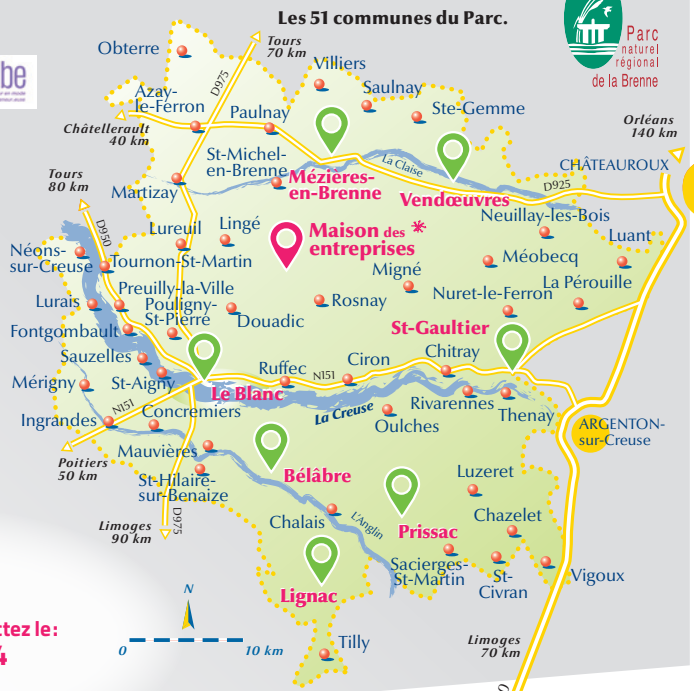 Les 51 communes du Parc.
Parc
naturel
régional
de la Brenne
Obterre
Tours
70 km
D975
Villiers
Saulnay
Azay-
le-Ferron
Paulnay
Ste-Gemme
Châtellerault
40 km
Orléans
140 km
St-Michel-
en-Brenne
La Claise
CHÂTEAUROUX
Tours
80 km
Martizay
Mézières-
en-Brenne
Vendœuvres
D925
D950
Lureuil
Lingé
Maison des
entreprises *
Neuillay-les-Bois
Luant
Néons-
sur-Creuse
Tournon-St-Martin
Migné
Méobecq
La Pérouille
Preuilly-la-Ville
Lurais
Pouligny-
St-Pierre
Douadic
Rosnay
Nuret-le-Ferron
Fontgombault
St-Gaultier
Sauzelles
Ruffec
N151
Ciron
Chitray
Mérigny
St-Aigny
Le Blanc
La Creuse
Rivarennes
Thenay
Ingrandes
N151
Concremiers
Oulches
ARGENTON-
sur-Creuse
Mauvières
Poitiers
50 km
Bélâbre
St-Hilaire-
sur-Benaize
Luzeret
D975
Limoges
90 km
Chalais
L'Anglin
Prissac
Chazelet
Sacierges-
St-Martin
St-
Civran
Vigoux
Lignac
N
0
10 km
Tilly
Limoges
70 km